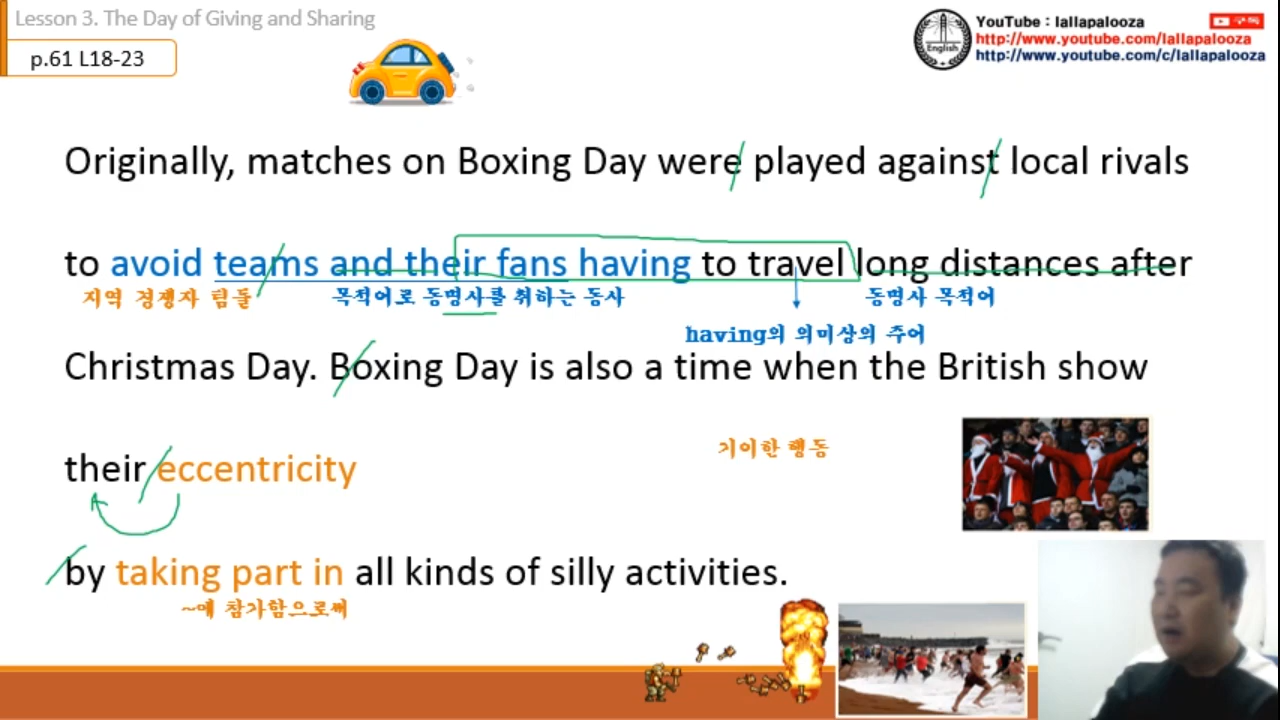 Lesson 3. The Day of Giving and Sharing
p.61 L18-23
English
YouTube : lallapalooza
구독
http://www.youtube.com/lallapalooza
http://www.youtube.com/c/lallapalooza
Originally, matches on Boxing Day were played against local rivals
to avoid teams and their fans having to travel long distances after
지역 경쟁자 팀들
목적어로 동명사를 취하는 동사
동명사 목적어
having의 의미상의 주어
Christmas Day. Boxing Day is also a time when the British show
their eccentricity
기이한 행동
by taking part in all kinds of silly activities.
~에 참가함으로써